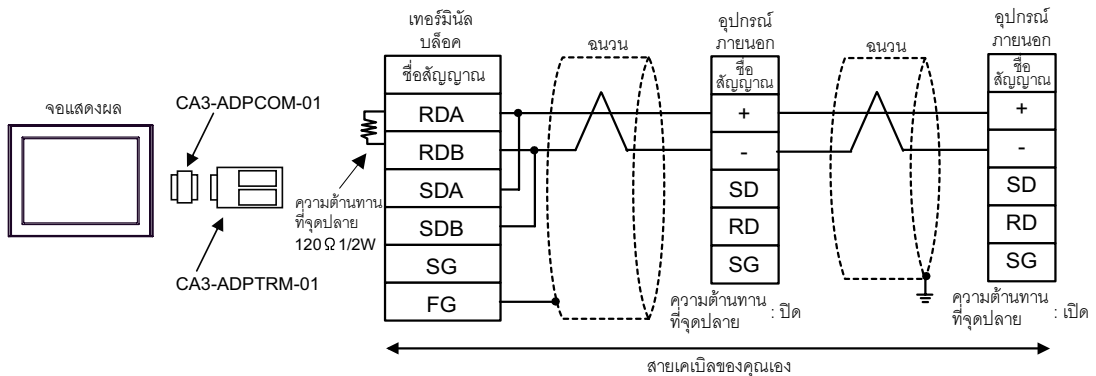 จอแสดงผล
CA3-ADPCOM-01
CA3-ADPTRM-01
ความต้านทาน
ที่จุดปลาย
120Ω 1/2W
เทอร์มินัล
บล็อค
ชื่อสัญญาณ
RDA
RDB
SDA
SDB
SG
FG
ฉนวน
อุปกรณ์
ภายนอก
ชื่อ
สัญญาณ
+
-
SD
RD
SG
ความต้านทาน
ที่จุดปลาย : ปิด
ฉนวน
อุปกรณ์
ภายนอก
ชื่อ
สัญญาณ
+
-
SD
RD
SG
ความต้านทาน
ที่จุดปลาย : เปิด
สายเคเบิลของคุณเอง